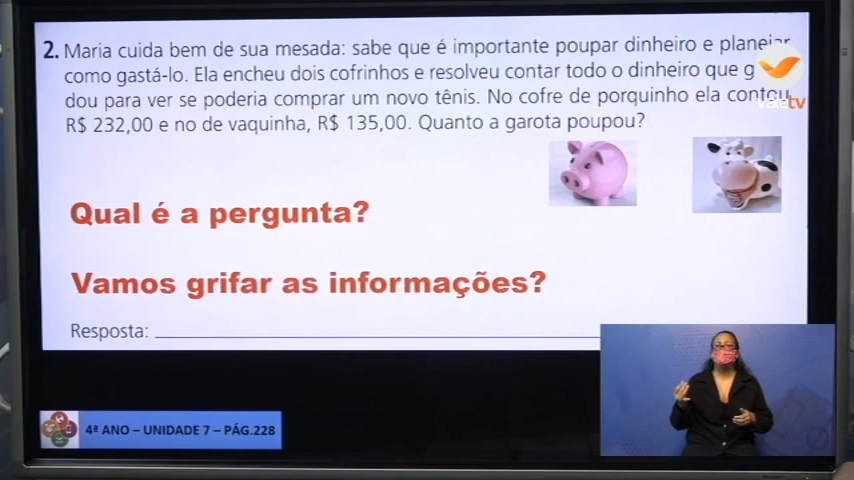 2. Maria cuida bem de sua mesada: sabe que é importante poupar dinheiro e planejar
como gastá-lo. Ela encheu dois cofrinhos e resolveu contar todo o dinheiro que g
dou para ver se poderia comprar um novo tênis. No cofre de porquinho ela contou
R$ 232,00 e no de vaquinha, R$ 135,00. Quanto a garota poupou?
valetv
Qual é a pergunta?
Vamos grifar as informações?
Resposta:
4º ANO – UNIDADE 7 – PÁG.228